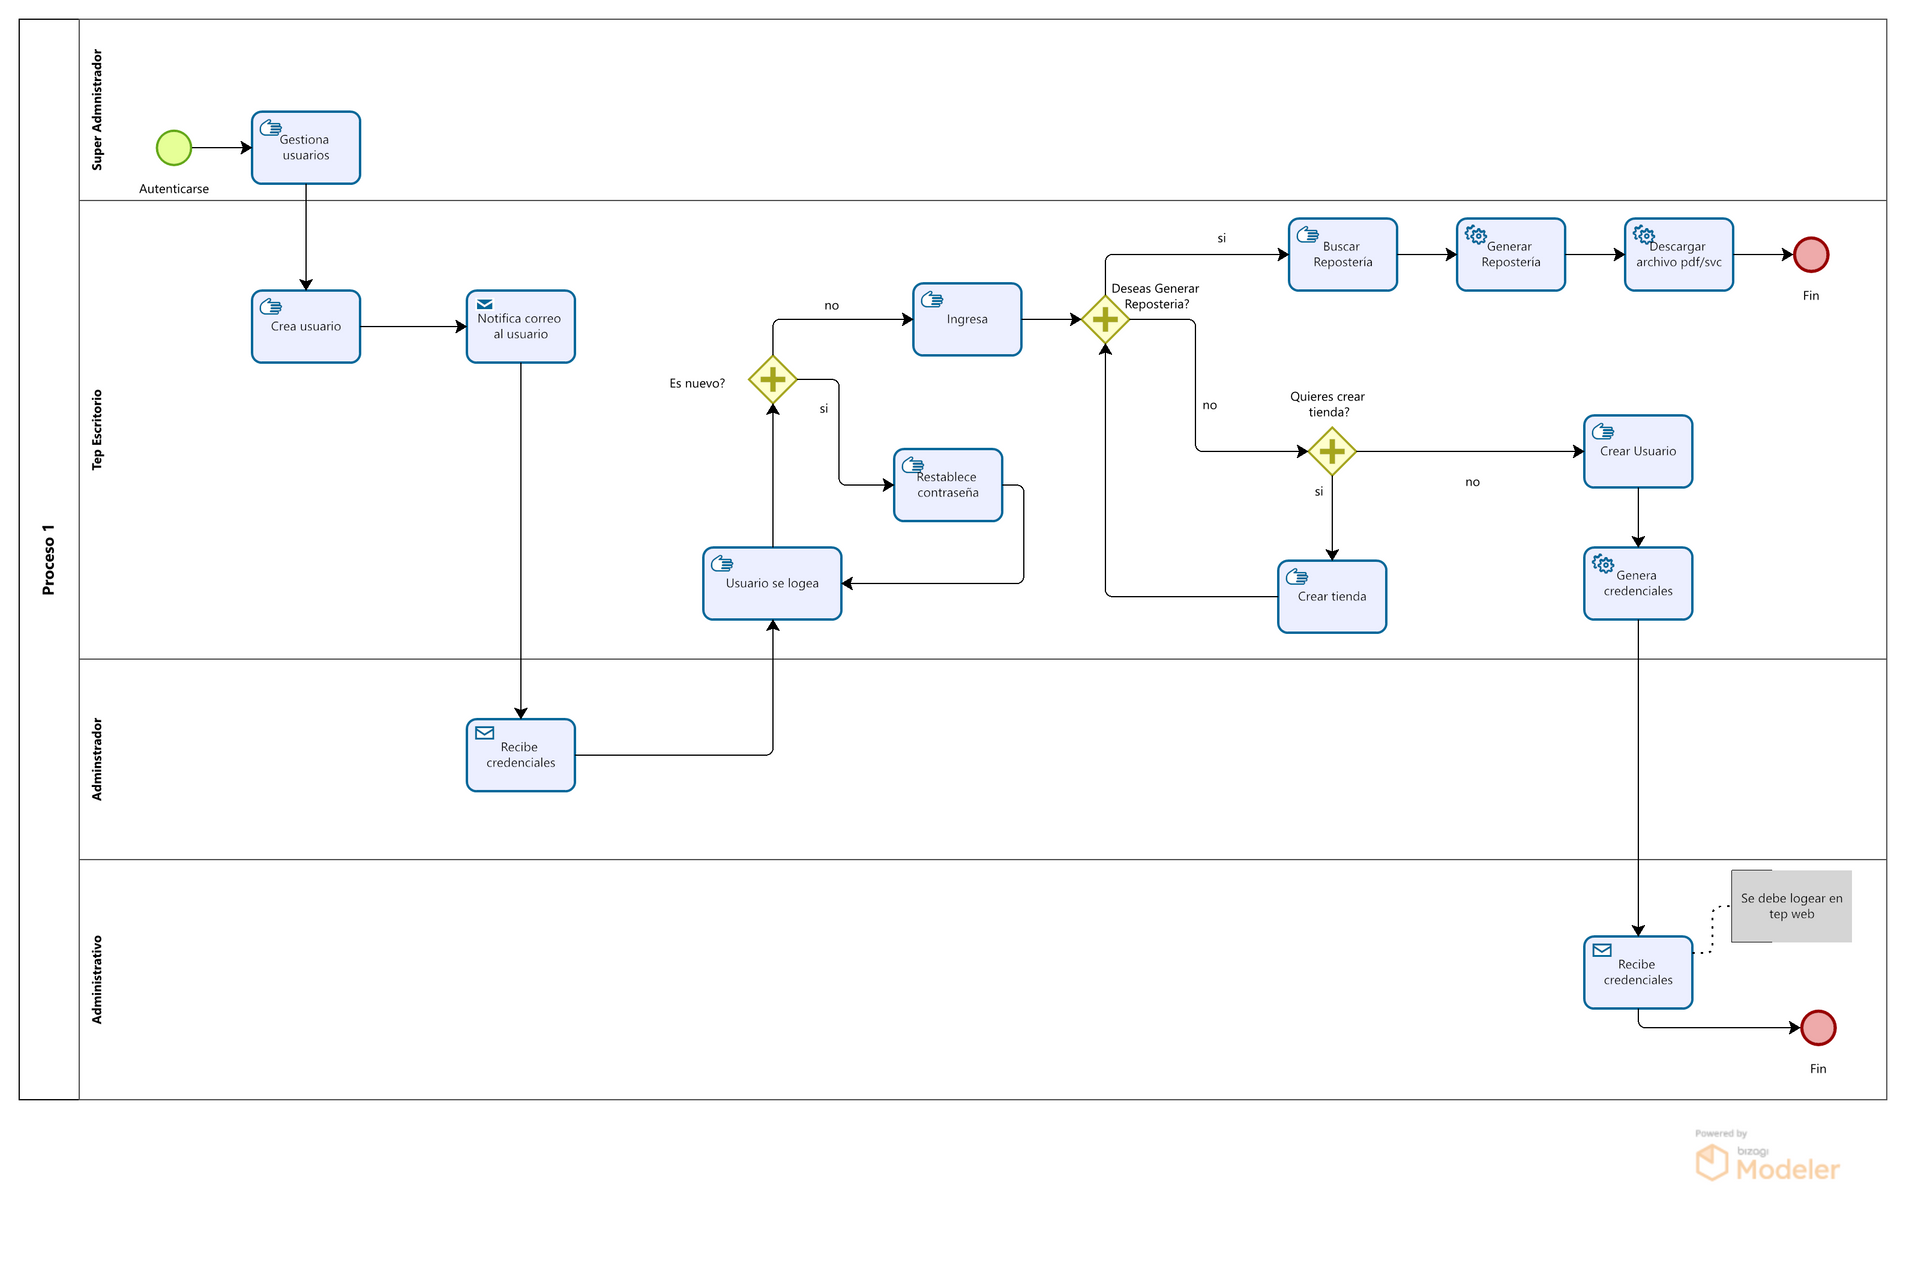 Proceso 1
Super Admnistrador
Autenticarse
Gestiona
usuarios
Tep Escritorio
Crea usuario
Notifica correo
al usuario
Es nuevo?
no
si
Ingresa
Restablece
contraseña
Usuario se logea
Deseas Generar
Reposteria?
si
no
Buscar
Repostería
Generar
Repostería
Descargar
archivo pdf/svc
Fin
Quieres crear
tienda?
si
no
Crear tienda
Crear Usuario
Genera
credenciales
Adminstrador
Recibe
credenciales
Administrativo
Recibe
credenciales
Se debe logear en
tep web
Fin
Powered by
bizagi
Modeler